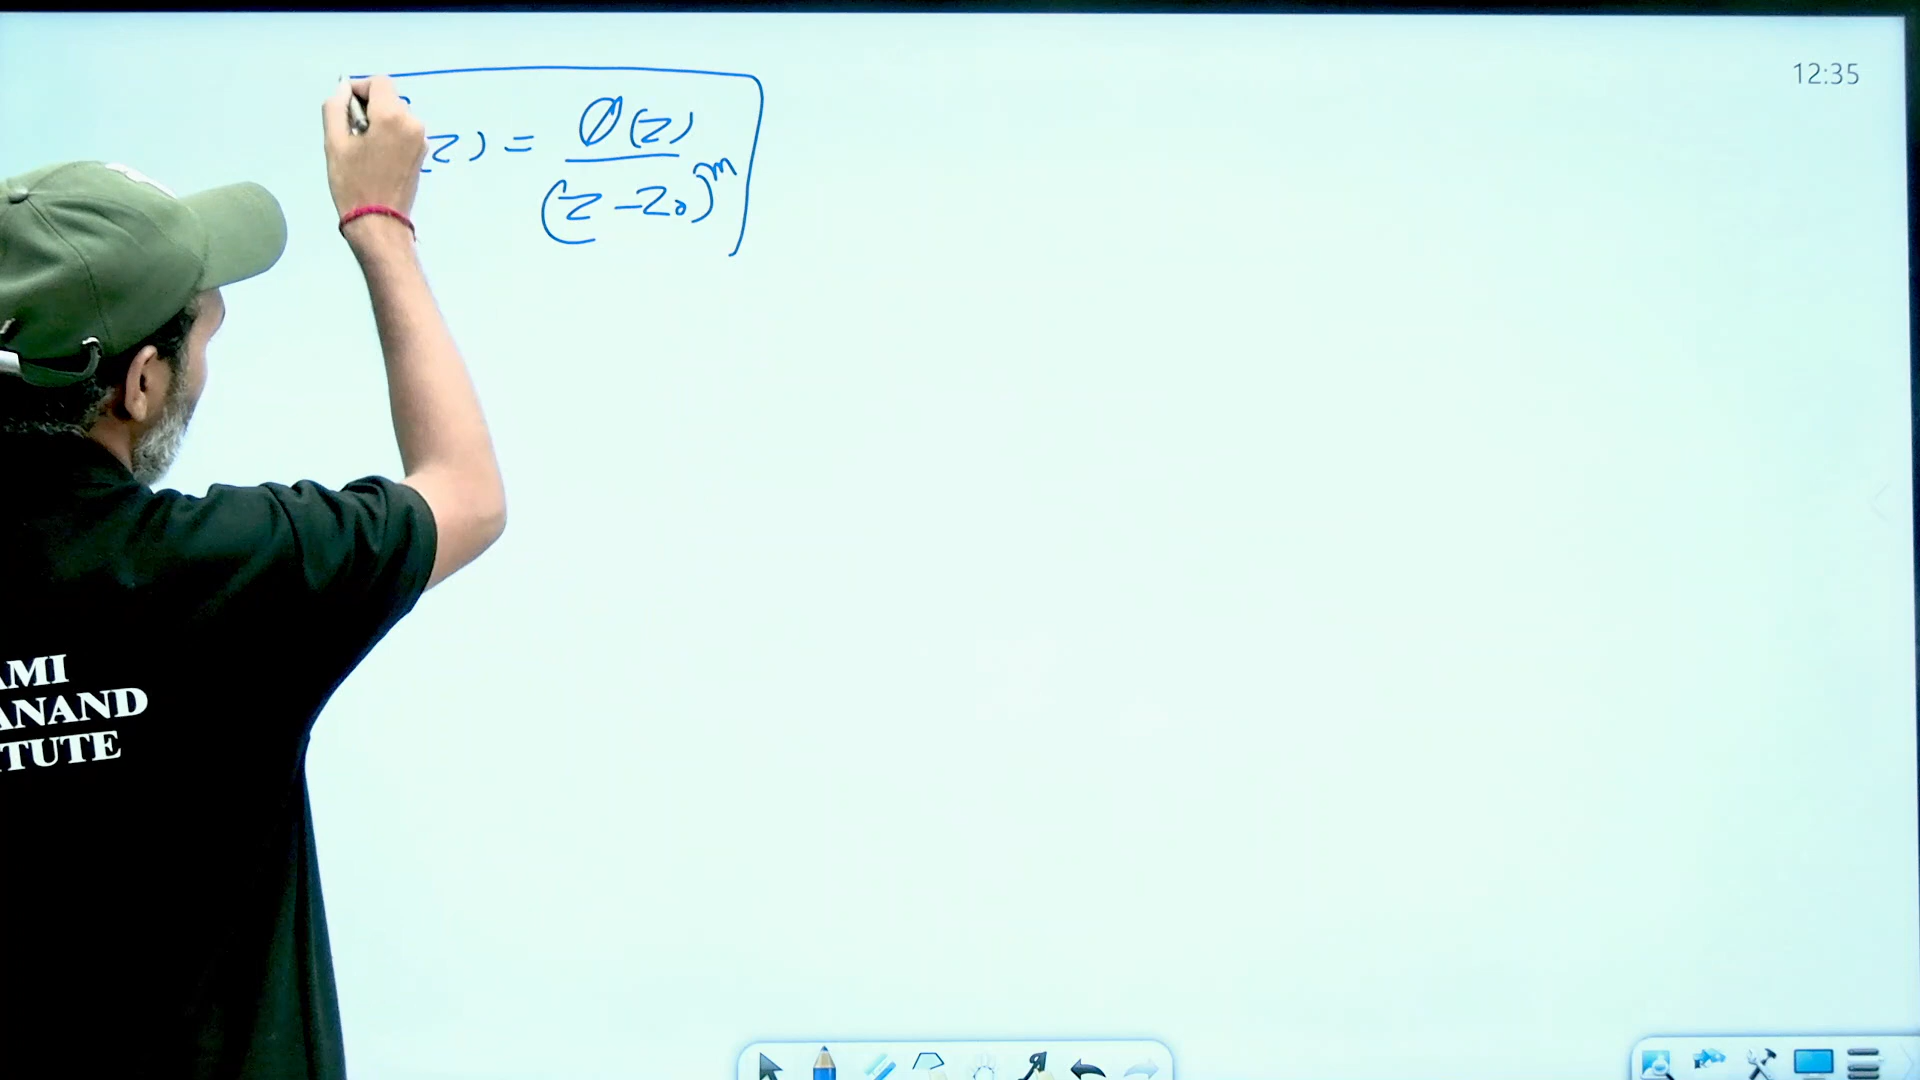 12:35
(z) = Ø(z) / (z - z₀)^m
AMI
ANAND
TUTE